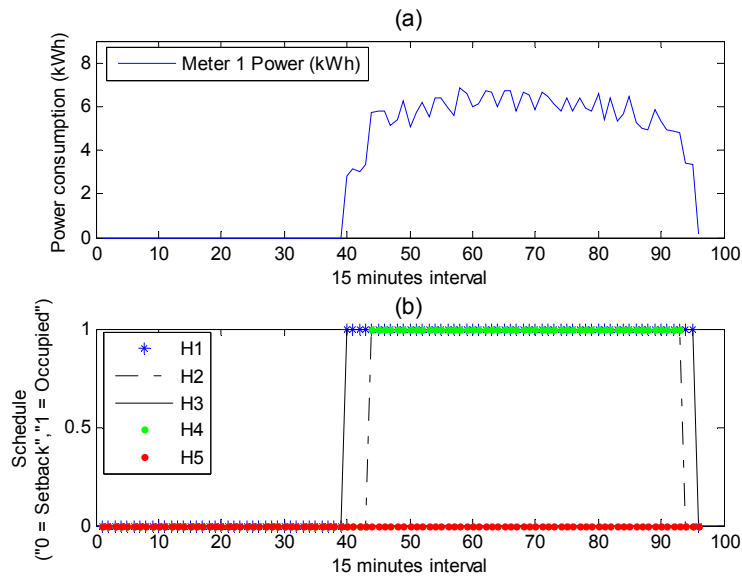 (a)
Power consumption (kWh)
8
6
4
2
0
Meter 1 Power (kWh)
0 10 20 30 40 50 60 70 80 90 100
15 minutes interval
(b)
Schedule
("0 = Setback","1 = Occupied")
1
0.5
0
H1
H2
H3
H4
H5
0 10 20 30 40 50 60 70 80 90 100
15 minutes interval